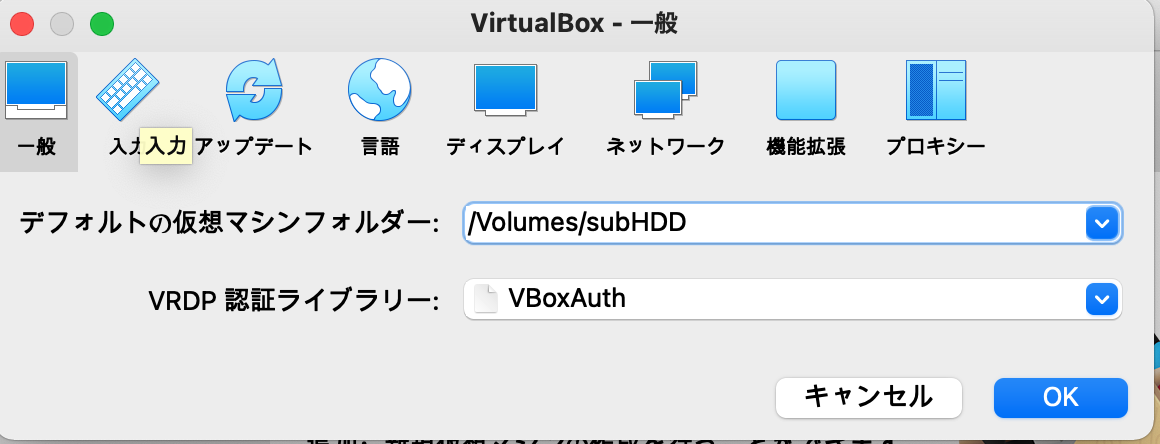 VirtualBox - 一般
一般
入力
入力
アップデート
言語
ディスプレイ
ネットワーク
機能拡張
プロキシー
デフォルトの仮想マシンフォルダー: /Volumes/subHDD
VRDP 認証ライブラリー: VBoxAuth
キャンセル
OK